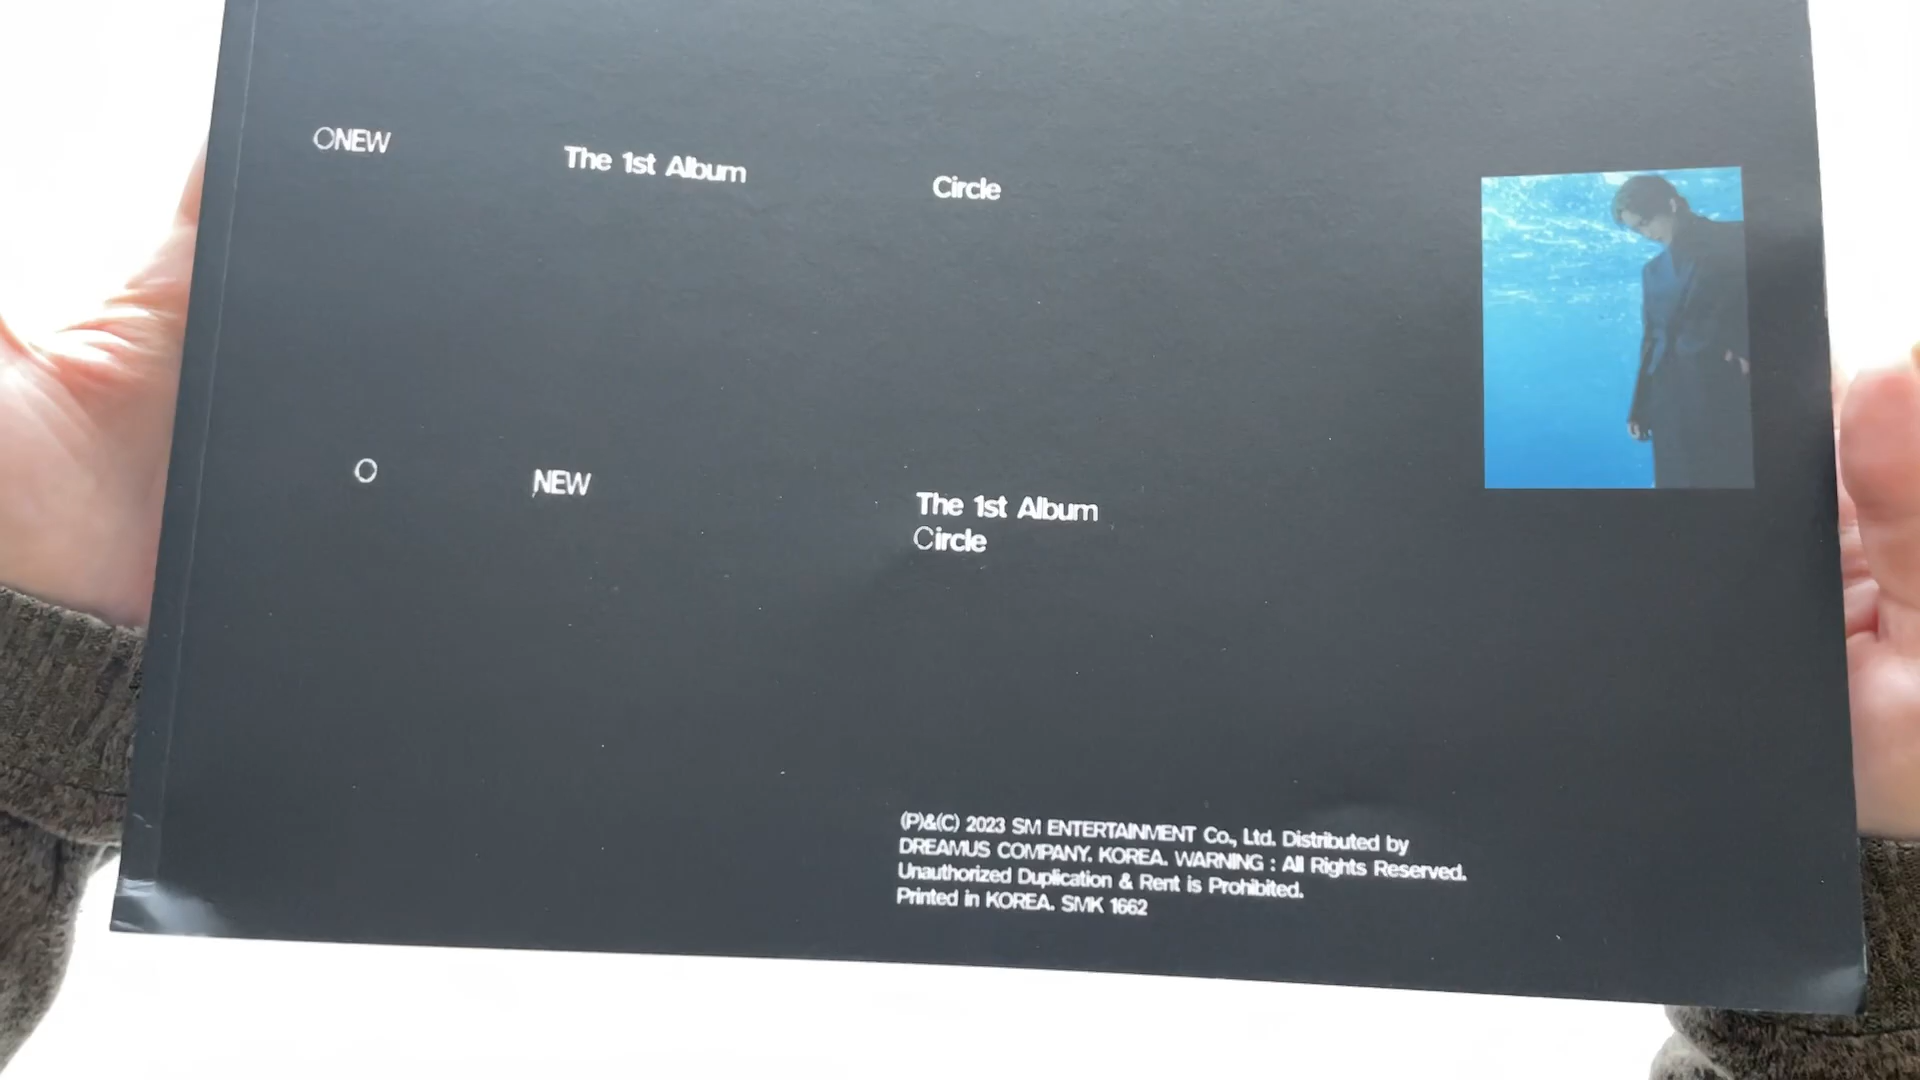 ONEW
The 1st Album
Circle
O
NEW
The 1st Album
Circle
(P)&(C) 2023 SM ENTERTAINMENT Co., Ltd. Distributed by
DREAMUS COMPANY. KOREA. WARNING : All Rights Reserved.
Unauthorized Duplication & Rent is Prohibited.
Printed in KOREA. SMK 1662